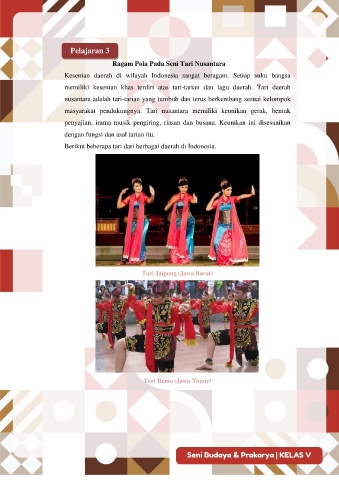 Pelajaran 3
Ragam Pola Pada Seni Tari Nusantara
Kesenian daerah di wilayah Indonesia sangat beragam. Setiap suku bangsa
memiliki kesenian khas terdiri atas tari-tarian dan lagu daerah. Tari daerah
nusantara adalah tari-tarian yang tumbuh dan terus berkembang sesuai kelompok
masyarakat pendukungnya. Tari nusantara memiliki keunikan gerak, bentuk
penyajian, irama musik pengiring, riasan dan busana. Keunikan ini disesuaikan
dengan fungsi dan asal tarian itu.
Berikut beberapa tari dari berbagai daerah di Indonesia.
Tari Jaipong (Jawa Barat)
Tari Remo (Jawa Timur)
Seni Budaya & Prakarya | KELAS V